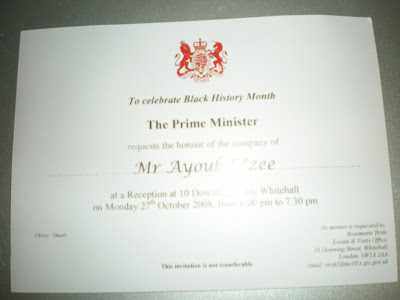 To celebrate Black History Month
The Prime Minister
requests the honour of the company of
Mr Ayoub
at a Reception at 10 Downing Street, Whitehall
on Monday 27th October 2008, from 6.00 pm to 7.30 pm
Dress: Smart
An answer is requested to:
Rosemarie
Events & Visits Office
10 Downing Street, Whitehall
London, SW1A 2AA
email:
This invitation is not transferable